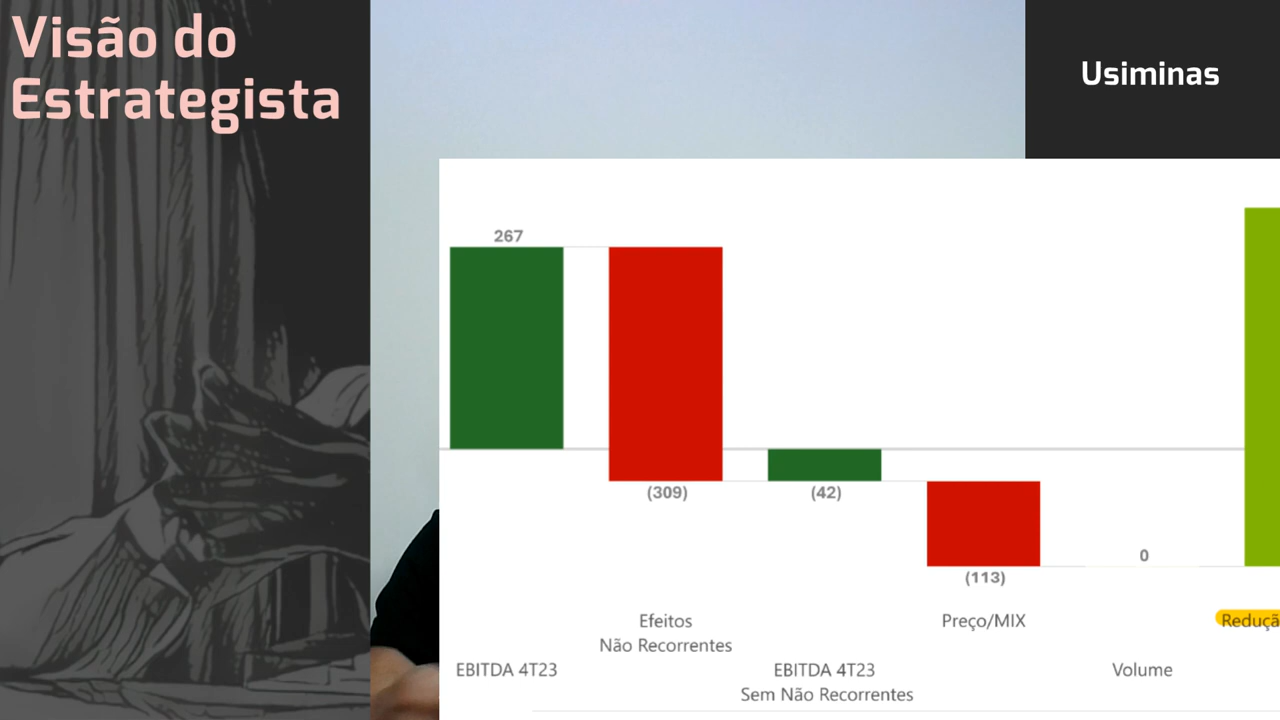 Visão do
Estrategista
Usiminas
267
(309)
(42)
(113)
0
Efeitos
Não Recorrentes
Preço/MIX
EBITDA 4T23
EBITDA 4T23
Sem Não Recorrentes
Volume